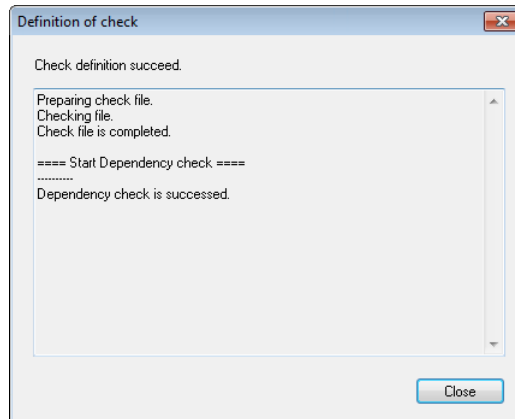 Definition of check
Check definition succeed.
Preparing check file.
Checking file.
Check file is completed.
==== Start Dependency check ====
----------
Dependency check is successed.
Close